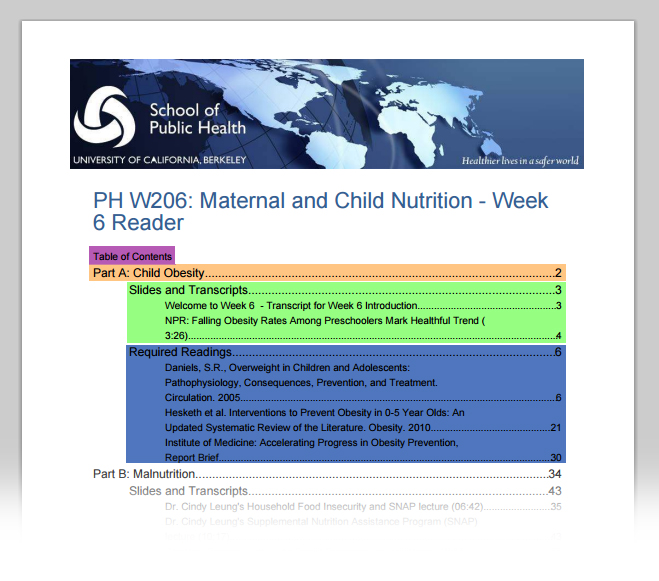 School of
Public Health
UNIVERSITY OF CALIFORNIA, BERKELEY
Healthier lives in a safer world
PH W206: Maternal and Child Nutrition - Week
6 Reader
Table of Contents
Part A: Child Obesity....................2
Slides and Transcripts....................3
Welcome to Week 6 - Transcript for Week 6 Introduction....................3
NPR: Falling Obesity Rates Among Preschoolers Mark Healthful Trend (
3:26)....................4
Required Readings....................6
Daniels, S.R., Overweight in Children and Adolescents:
Pathophysiology, Consequences, Prevention, and Treatment.
Circulation. 2005....................6
Hesketh et al. Interventions to Prevent Obesity in 0-5 Year Olds: An
Updated Systematic Review of the Literature. Obesity. 2010....................21
Institute of Medicine: Accelerating Progress in Obesity Prevention,
Report Brief....................30
Part B: Malnutrition....................34
Slides and Transcripts....................43
Dr. Cindy Leung's Household Food Insecurity and SNAP lecture (06:42)....................35
Dr. Cindy Leung's Supplemental Nutrition Assistance Program (SNAP)